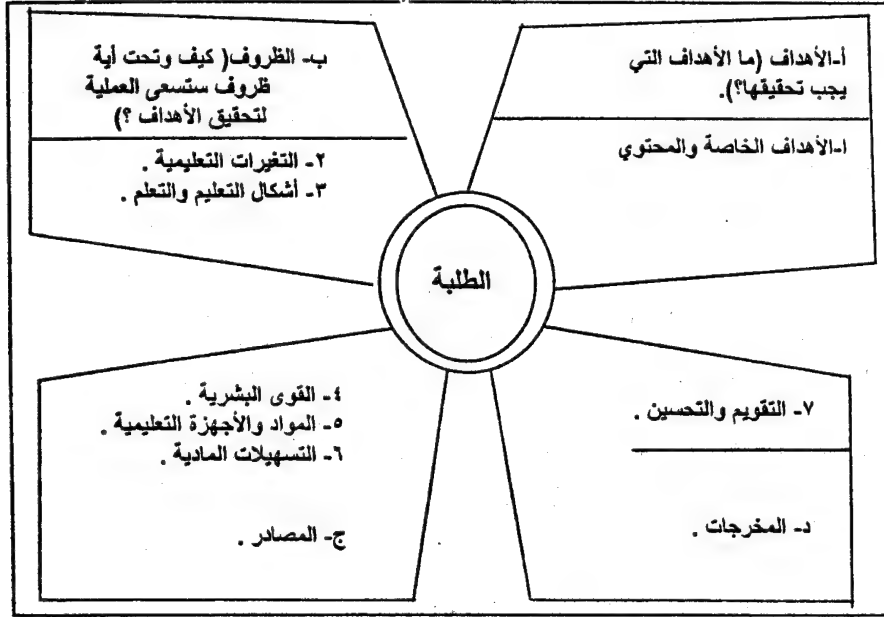 أ-الأهداف (ما الأهداف التي
يجب تحقيقها؟).
ا-الأهداف الخاصة والمحتوي
ب- الظروف( كيف وتحت أية
ظروف ستسعى العملية
لتحقيق الأهداف ؟)
٢- التغيرات التعليمية .
٣- أشكال التعليم والتعلم .
الطلبة
٤- القوى البشرية .
٥- المواد والأجهزة التعليمية .
٦- التسهيلات المادية .
ج- المصادر .
٧- التقويم والتحسين .
د- المخرجات .